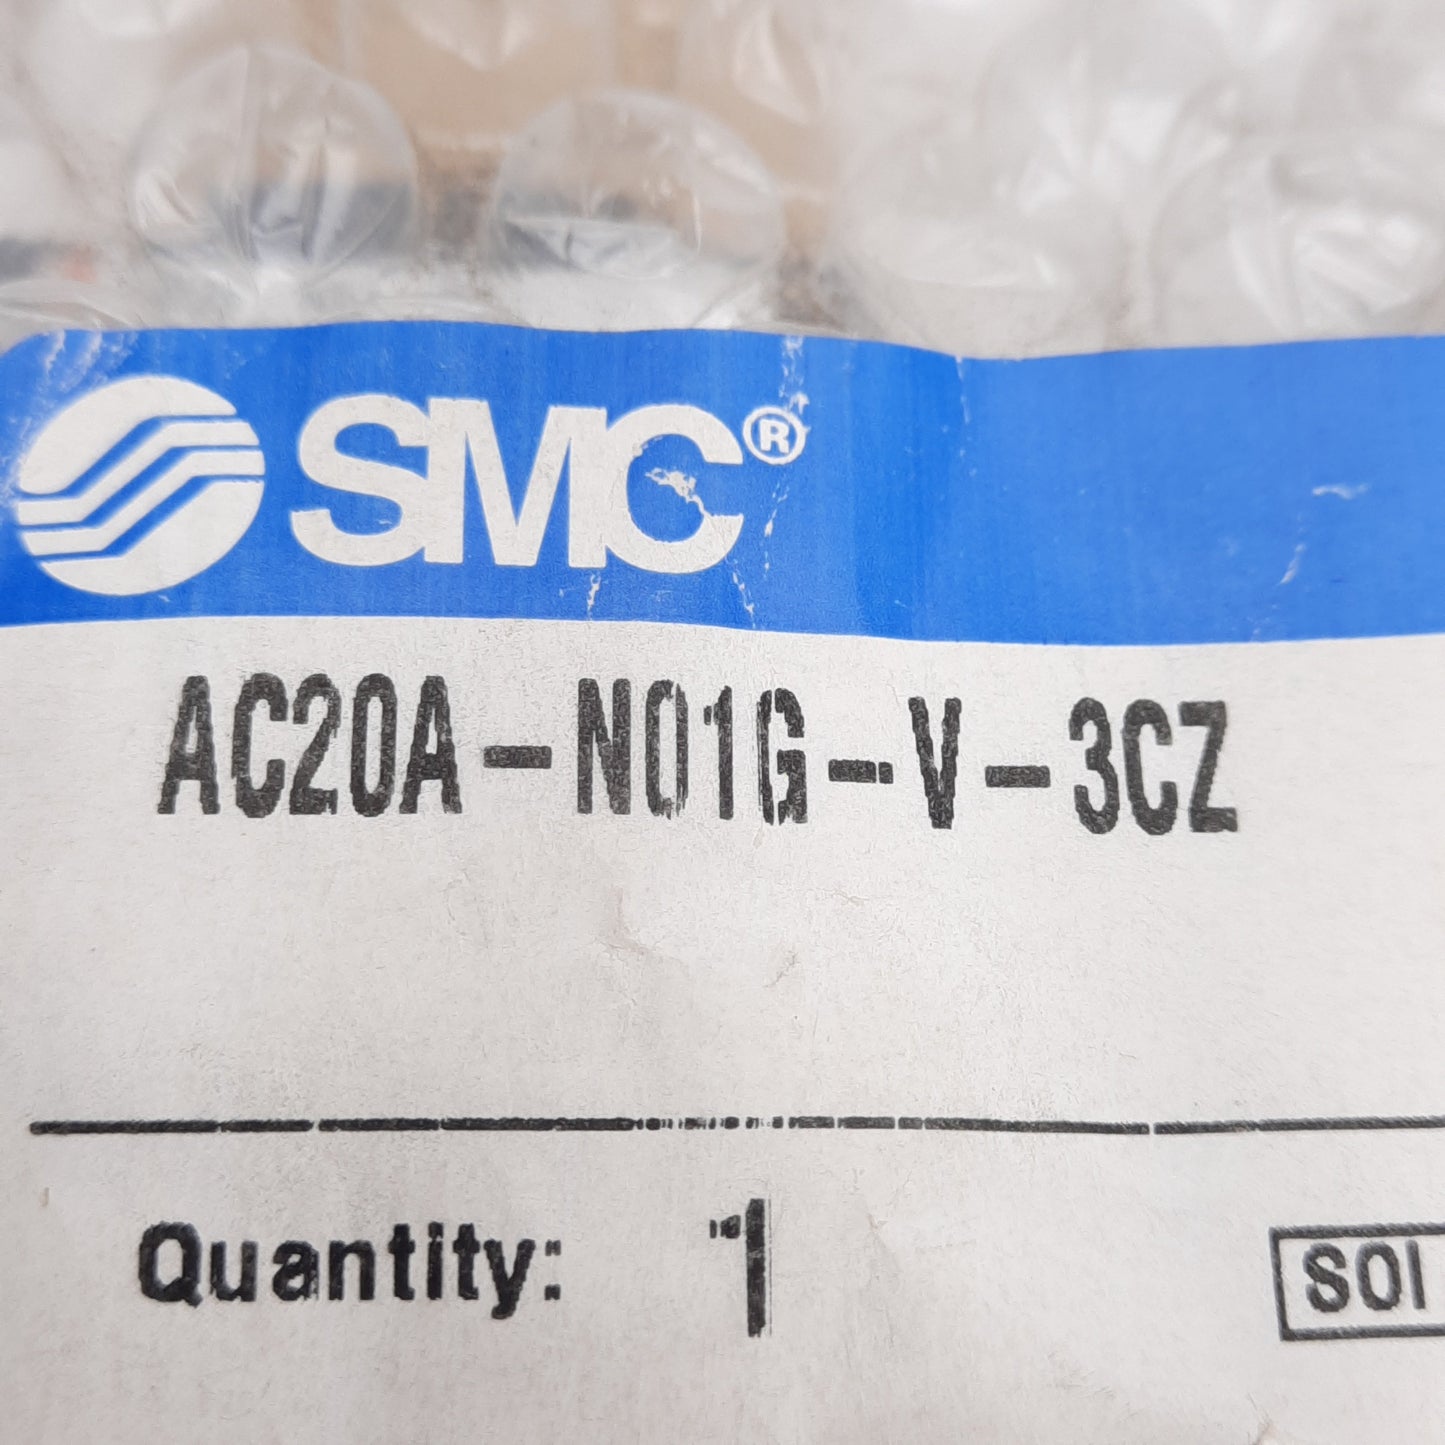 SMC®
AC20A-N01G-V-3CZ
Quantity: 1
SOI